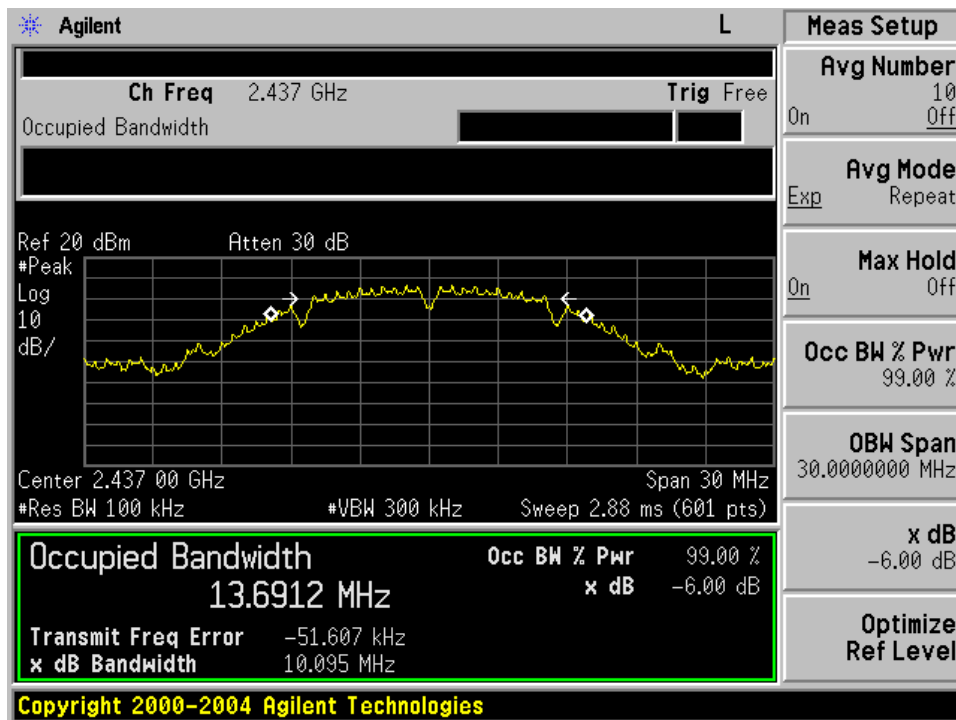 Agilent L
Ch Freq 2.437 GHz Trig Free
Occupied Bandwidth
Ref 20 dBm Atten 30 dB
#Peak
Log
10
dB/
Center 2.437 00 GHz Span 30 MHz
#Res BW 100 kHz #VBW 300 kHz Sweep 2.88 ms (601 pts)
Occupied Bandwidth Occ BW % Pwr 99.00 %
13.6912 MHz x dB -6.00 dB
Transmit Freq Error -51.607 kHz
x dB Bandwidth 10.095 MHz
Copyright 2000-2004 Agilent Technologies
Meas Setup
Avg Number
10
On Off
Avg Mode
Exp Repeat
Max Hold
On Off
Occ BW % Pwr
99.00 %
OBW Span
30.0000000 MHz
x dB
-6.00 dB
Optimize
Ref Level